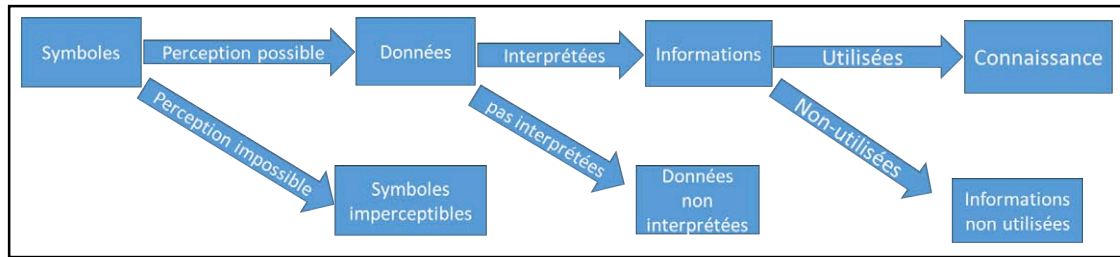 Symboles
Perception possible
Données
Interprétées
Informations
Utilisées
Connaissance
Perception impossible
pas interprétées
Non-utilisées
Symboles
imperceptibles
Données
non
interprétées
Informations
non utilisées